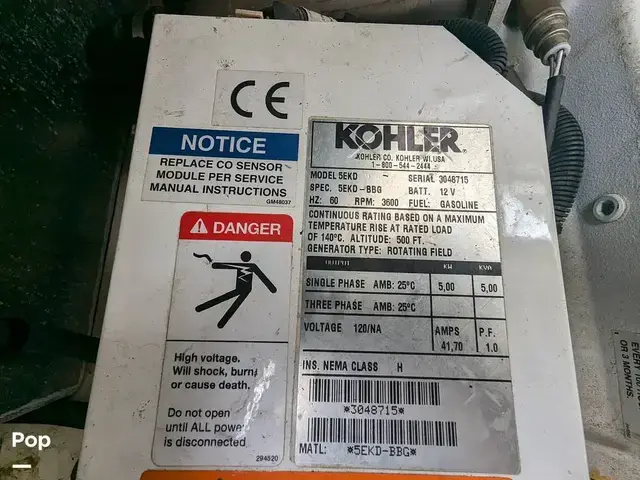 CE
NOTICE
REPLACE CO SENSOR
MODULE PER SERVICE
MANUAL INSTRUCTIONS
GM48037
DANGER
High voltage.
Will shock, burn,
or cause death.
Do not open
until ALL power
is disconnected
294520
KOHLER®
KOHLER CO. KOHLER WI. USA
1-800-544-2444
MODEL 5EKD SERIAL 3048715
SPEC. 5EKD-BBG BATT. 12 V
HZ: 60 RPM: 3600 FUEL: GASOLINE
CONTINUOUS RATING BASED ON A MAXIMUM
TEMPERATURE RISE AT RATED LOAD
OF 140°C. ALTITUDE: 500 FT.
GENERATOR TYPE: ROTATING FIELD
OUTPUT KW KVA
SINGLE PHASE AMB: 25°C 5,00 5,00
THREE PHASE AMB: 25°C
VOLTAGE 120/NA AMPS P.F.
41,70 1.0
INS. NEMA CLASS H
*3048715*
MATL: *5EKD-BBG*
EVERY
OR 3 MONTHS.
Pop